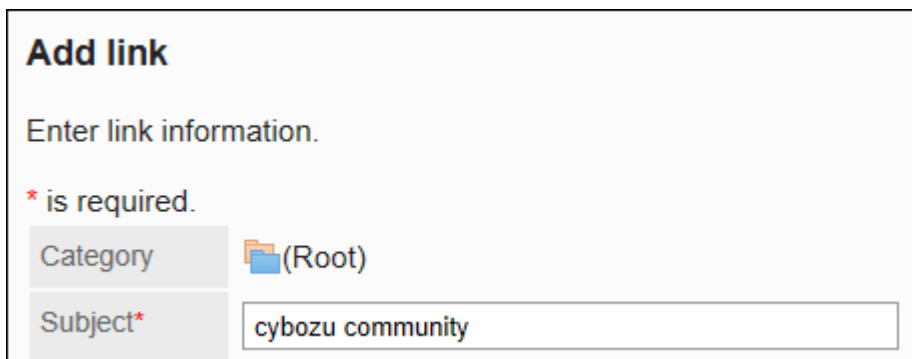 Add link
Enter link information.
* is required.
Category (Root)
Subject* cybozu community